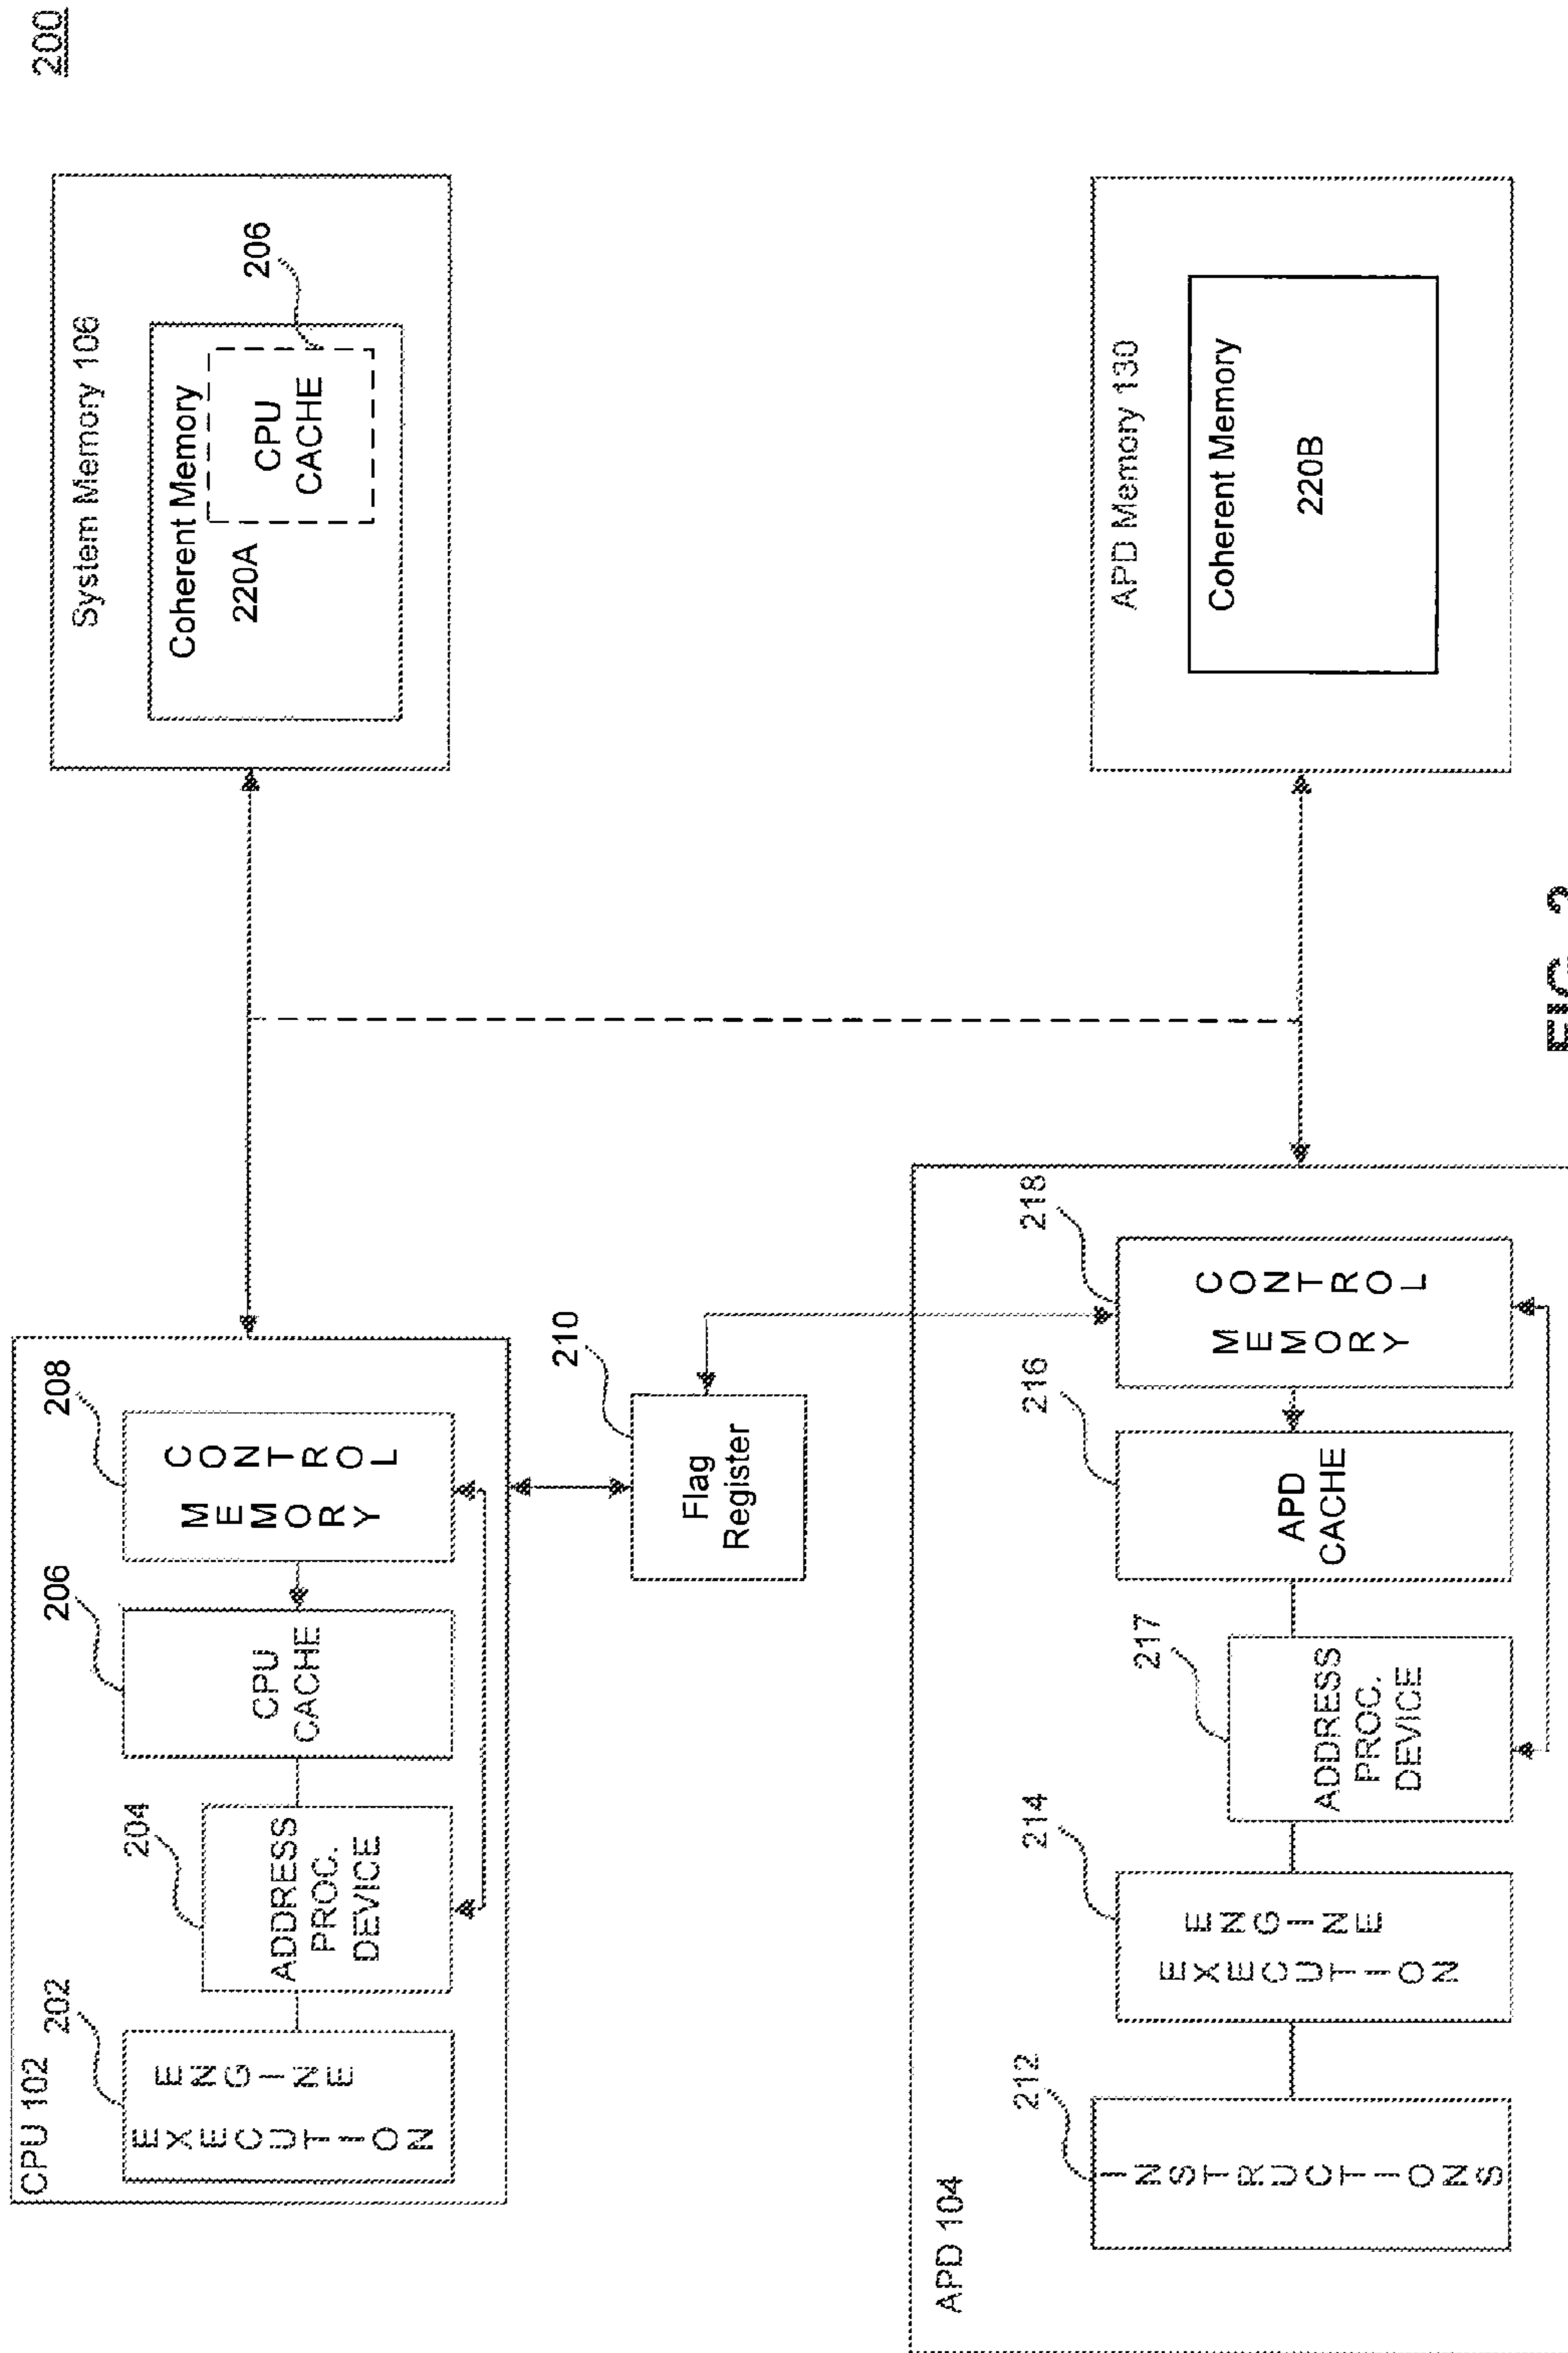 200
CPU 102
202
EXECUTION
ENGINE
204
ADDRESS
PROC.
DEVICE
206
CPU
CACHE
208
MEMORY
CONTROL
System Memory 106
Coherent Memory
220A
CPU
CACHE
206
210
Flag
Register
APD 104
212
INSTRUCTIONS
214
EXECUTION
ENGINE
217
ADDRESS
PROC.
DEVICE
216
APD
CACHE
218
MEMORY
CONTROL
APD Memory 130
Coherent Memory
220B
FIG.